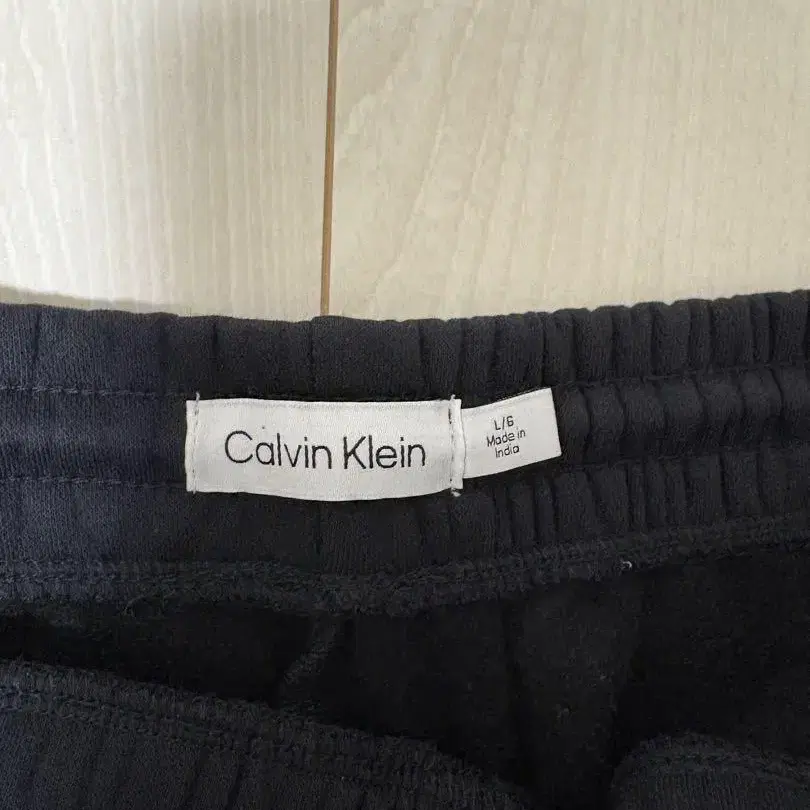 Calvin Klein
L/G
Made in
India